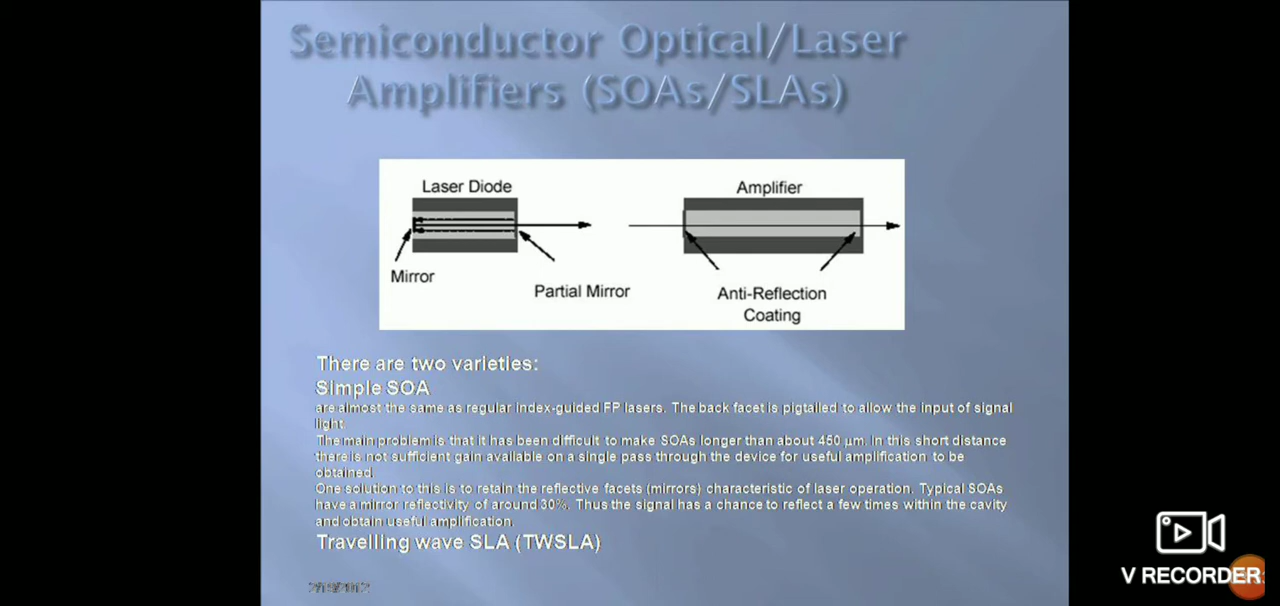 Semiconductor Optical/Laser
Amplifiers (SOAs/SLAs)
Laser Diode
Amplifier
Mirror
Partial Mirror
Anti-Reflection
Coating
There are two varieties:
Simple SOA
are almost the same as regular index-guided FP lasers. The back facet is pigtailed to allow the input of signal
light.
The main problem is that it has been difficult to make SOAs longer than about 450 μm. In this short distance
there is not sufficient gain available on a single pass through the device for useful amplification to be
obtained.
One solution to this is to retain the reflective facets (mirrors) characteristic of laser operation. Typical SOAs
have a mirror reflectivity of around 30%. Thus the signal has a chance to reflect a few times within the cavity
and obtain useful amplification.
Travelling wave SLA (TWSLA)
V RECORDER